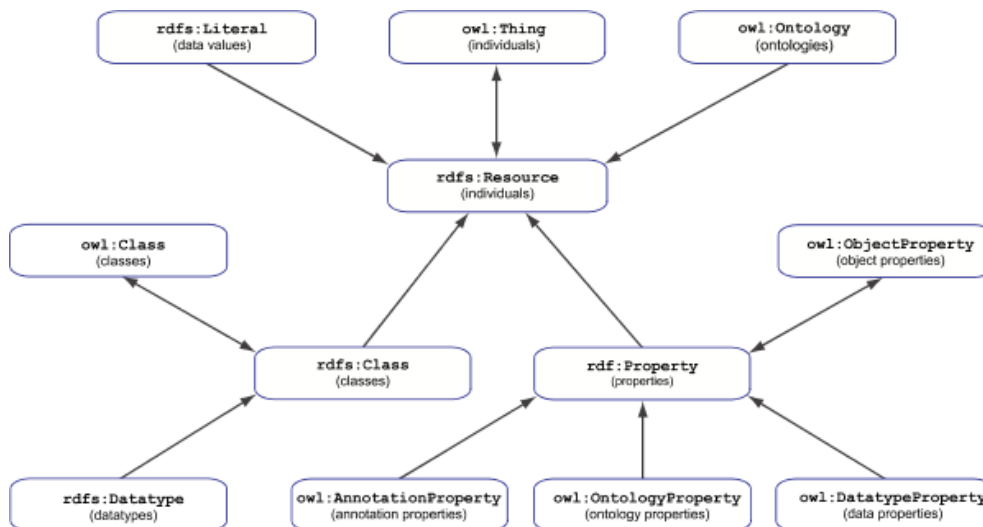 rdfs:Literal
(data values)
owl:Thing
(individuals)
owl:Ontology
(ontologies)
rdfs:Resource
(individuals)
owl:Class
(classes)
owl:ObjectProperty
(object properties)
rdfs:Class
(classes)
rdf:Property
(properties)
rdfs:Datatype
(datatypes)
owl:AnnotationProperty
(annotation properties)
owl:OntologyProperty
(ontology properties)
owl:DatatypeProperty
(data properties)